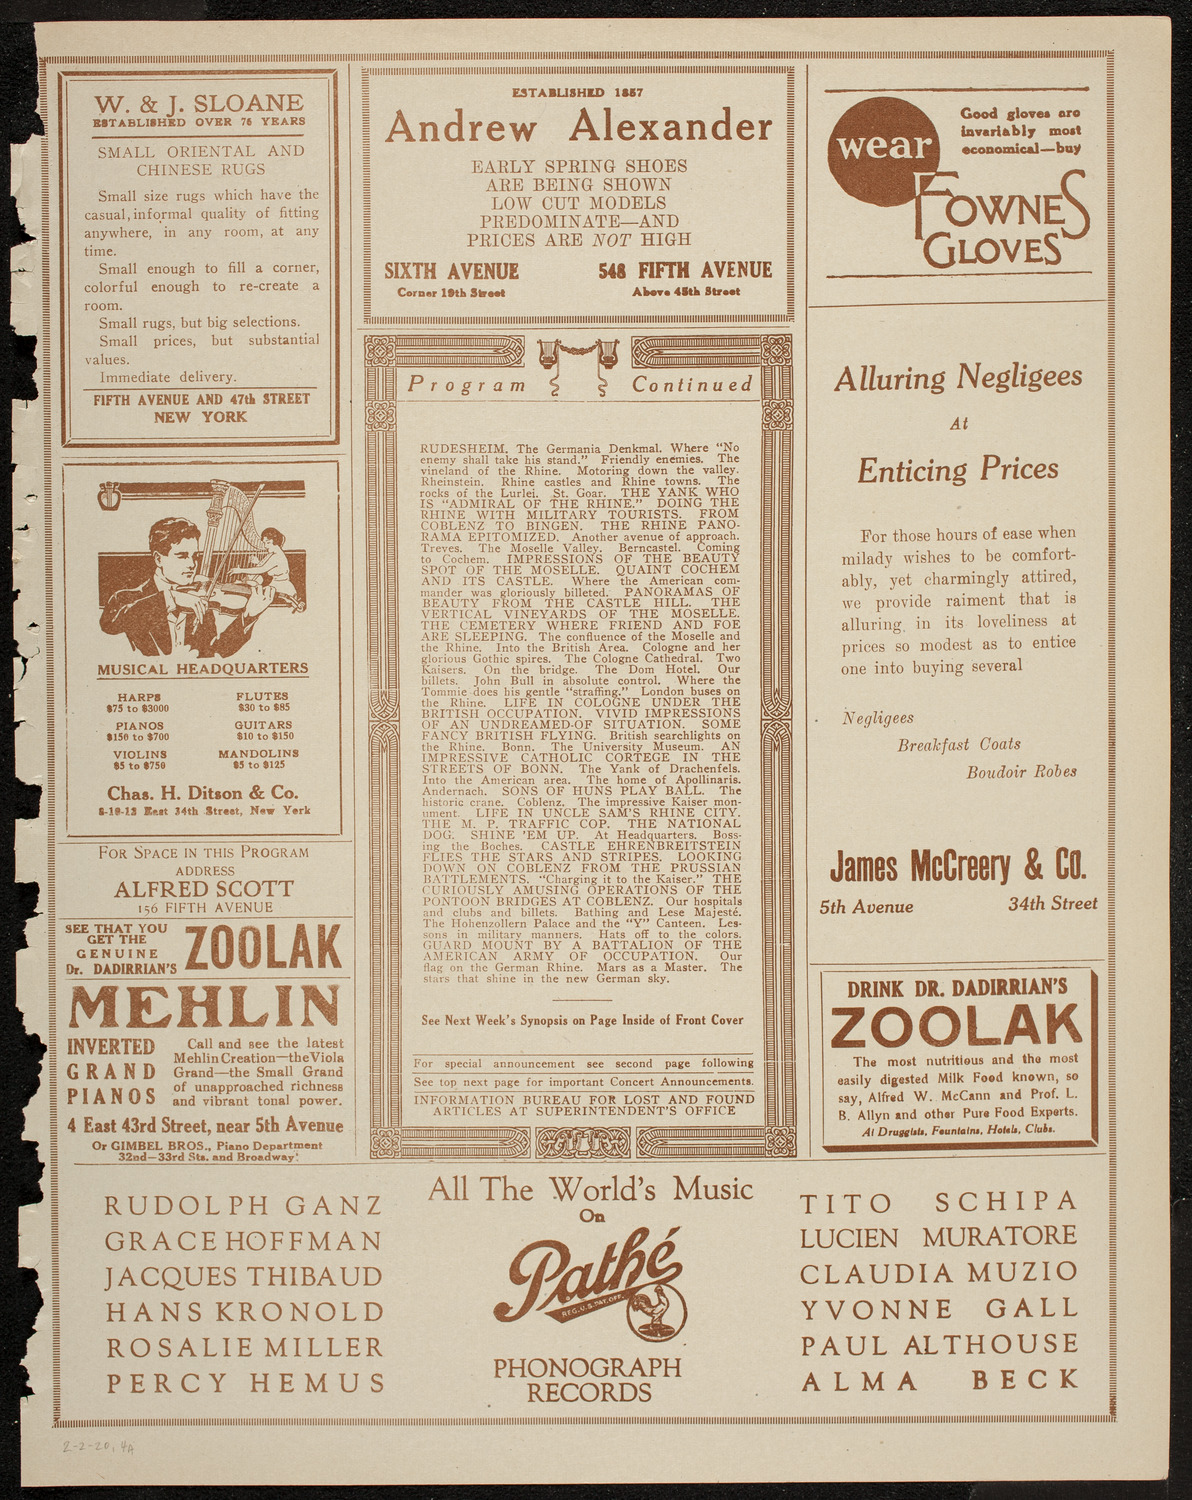 W. & J. SLOANE
ESTABLISHED OVER 76 YEARS
SMALL ORIENTAL AND
CHINESE RUGS
Small size rugs which have the
casual, informal quality of fitting
anywhere, in any room, at any
time.
Small enough to fill a corner,
colorful enough to re-create a
room.
Small rugs, but big selections.
Small prices, but substantial
values.
Immediate delivery.
FIFTH AVENUE AND 47th STREET
NEW YORK
MUSICAL HEADQUARTERS
HARPS
$75 to $3000
FLUTES
$30 to $85
PIANOS
$150 to $700
GUITARS
$10 to $150
VIOLINS
$5 to $750
MANDOLINS
$5 to $125
Chas. H. Ditson & Co.
8-10-12 East 34th Street, New York
FOR SPACE IN THIS PROGRAM
ADDRESS
ALFRED SCOTT
156 FIFTH AVENUE
SEE THAT YOU
GET THE
GENUINE
Dr. DADIRRIAN'S
ZOOLAK
MEHLIN
INVERTED
GRAND
PIANOS
Call and see the latest
Mehlin Creation—the Viola
Grand—the Small Grand
of unapproached richness
and vibrant tonal power.
4 East 43rd Street, near 5th Avenue
Or GIMBEL BROS., Piano Department
32nd—33rd Sts. and Broadway
ESTABLISHED 1857
Andrew Alexander
EARLY SPRING SHOES
ARE BEING SHOWN
LOW CUT MODELS
PREDOMINATE—AND
PRICES ARE NOT HIGH
SIXTH AVENUE
Corner 19th Street
548 FIFTH AVENUE
Above 45th Street
Program Continued
RUDESHEIM. The Germania Denkmal. Where "No
enemy shall take his stand." Friendly enemies. The
vineland of the Rhine. Motoring down the valley.
Rheinstein. Rhine castles and Rhine towns. The
rocks of the Lurlei. St. Goar. THE YANK WHO
IS "ADMIRAL OF THE RHINE." DOING THE
RHINE WITH MILITARY TOURISTS. FROM
COBLENZ TO BINGEN. THE RHINE PANO-
RAMA EPITOMIZED. Another avenue of approach.
Treves. The Moselle Valley. Berncastel. Coming
to Cochem. IMPRESSIONS OF THE BEAUTY
SPOT OF THE MOSELLE. QUAINT COCHEM
AND ITS CASTLE. Where the American com-
mander was gloriously billeted. PANORAMAS OF
BEAUTY FROM THE CASTLE HILL. THE
VERTICAL VINEYARDS OF THE MOSELLE.
THE CEMETERY WHERE FRIEND AND FOE
ARE SLEEPING. The confluence of the Moselle and
the Rhine. Into the British Area. Cologne and her
glorious Gothic spires. The Cologne Cathedral. Two
Kaisers. On the bridge. The Dom Hotel. Our
billets. John Bull in absolute control. Where the
Tommie does his gentle "straffing." London buses on
the Rhine. LIFE IN COLOGNE UNDER THE
BRITISH OCCUPATION. VIVID IMPRESSIONS
OF AN UNDREAMED-OF SITUATION. SOME
FANCY BRITISH FLYING. British searchlights on
the Rhine. Bonn. The University Museum. AN
IMPRESSIVE CATHOLIC CORTEGE IN THE
STREETS OF BONN. The Yank of Drachenfels.
Into the American area. The home of Apollinaris.
Andernach. SONS OF HUNS PLAY BALL. The
historic crane. Coblenz. The impressive Kaiser mon-
ument. LIFE IN UNCLE SAM'S RHINE CITY.
THE M. P. TRAFFIC COP. THE NATIONAL
DOG. SHINE 'EM UP. At Headquarters. Boss-
ing the Boches. CASTLE EHRENBREITSTEIN
FLIES THE STARS AND STRIPES. LOOKING
DOWN ON COBLENZ FROM THE PRUSSIAN
BATTLEMENTS. "Charging it to the Kaiser." THE
CURIOUSLY AMUSING OPERATIONS OF THE
PONTOON BRIDGES AT COBLENZ. Our hospitals
and clubs and billets. Bathing and Lese Majesté.
The Hohenzollern Palace and the "Y" Canteen. Les-
sons in military manners. Hats off to the colors.
GUARD MOUNT BY A BATTALION OF THE
AMERICAN ARMY OF OCCUPATION. Our
flag on the German Rhine. Mars as a Master. The
stars that shine in the new German sky.
See Next Week's Synopsis on Page Inside of Front Cover
For special announcement see second page following
See top next page for important Concert Announcements.
INFORMATION BUREAU FOR LOST AND FOUND
ARTICLES AT SUPERINTENDENT'S OFFICE
wear
Good gloves are
invariably most
economical—buy
FOWNES
GLOVES
Alluring Negligees
At
Enticing Prices
For those hours of ease when
milady wishes to be comfort-
ably, yet charmingly attired,
we provide raiment that is
alluring in its loveliness at
prices so modest as to entice
one into buying several
Negligees
Breakfast Coats
Boudoir Robes
James McCreery & Co.
5th Avenue 34th Street
DRINK DR. DADIRRIAN'S
ZOOLAK
The most nutritious and the most
easily digested Milk Food known, so
say, Alfred W. McCann and Prof. L.
B. Allyn and other Pure Food Experts.
At Druggists, Fountains, Hotels, Clubs.
RUDOLPH GANZ
GRACE HOFFMAN
JACQUES THIBAUD
HANS KRONOLD
ROSALIE MILLER
PERCY HEMUS
All The World's Music
On
Pathé
REG. U.S. PAT. OFF.
PHONOGRAPH
RECORDS
TITO SCHIPA
LUCIEN MURATORE
CLAUDIA MUZIO
YVONNE GALL
PAUL ALTHOUSE
ALMA BECK
2-2-20, 4A